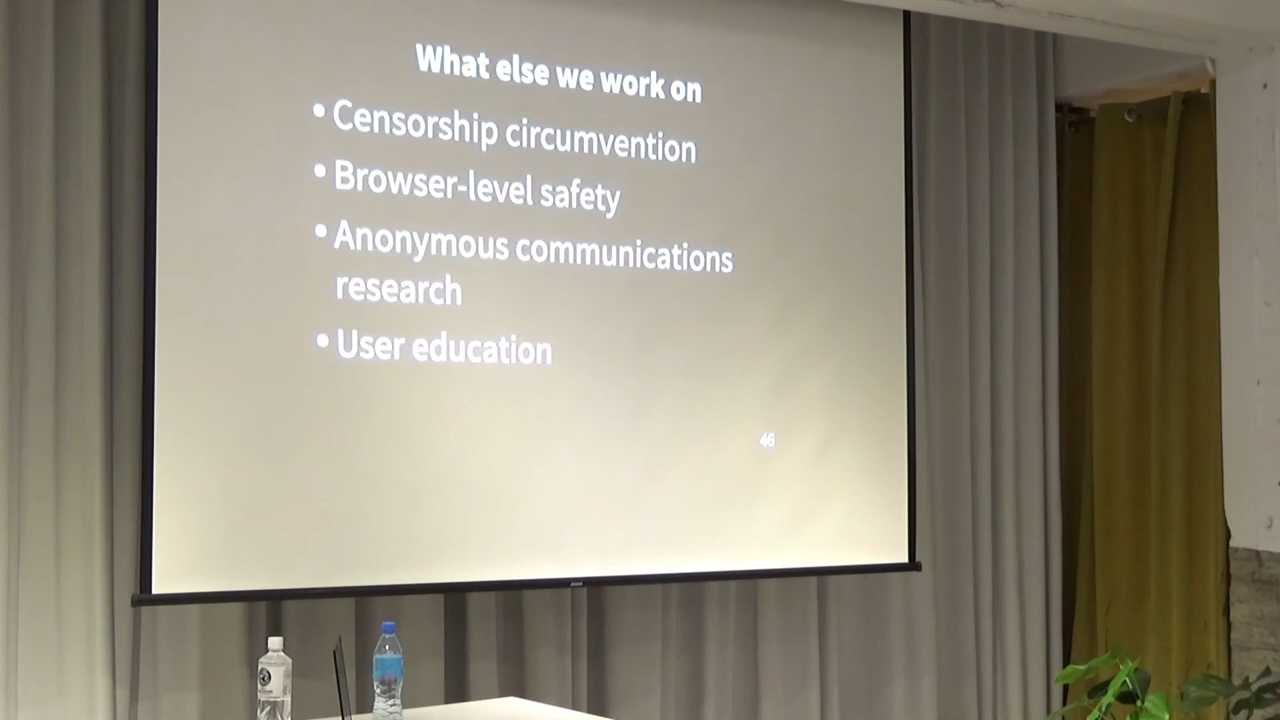 What else we work on
• Censorship circumvention
• Browser-level safety
• Anonymous communications
research
• User education
46